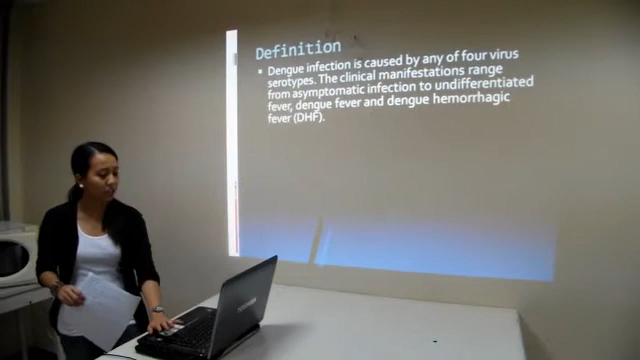 Definition
Dengue infection is caused by any of four virus
serotypes. The clinical manifestations range
from asymptomatic infection to undifferentiated
fever, dengue fever and dengue hemorrhagic
fever (DHF).